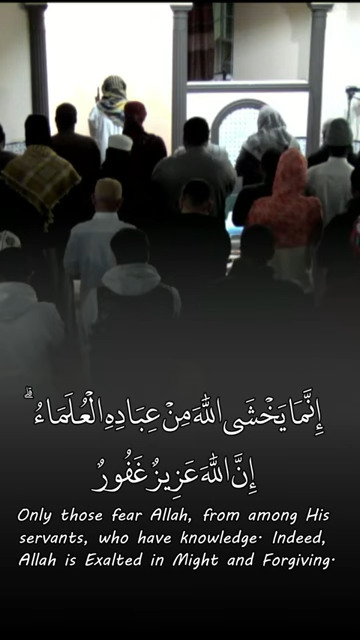 إِنَّمَا يَخْشَى اللَّهَ مِنْ عِبَادِهِ الْعُلَمَاءُ ۗ
إِنَّ اللَّهَ عَزِيزٌ غَفُورٌ
Only those fear Allah, from among His
servants, who have knowledge. Indeed,
Allah is Exalted in Might and Forgiving.